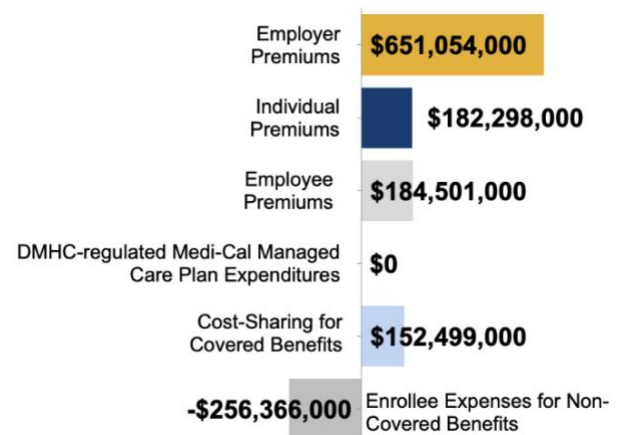 Employer
Premiums
$651,054,000
Individual
Premiums
$182,298,000
Employee
Premiums
$184,501,000
DMHC-regulated Medi-Cal Managed
Care Plan Expenditures
$0
Cost-Sharing for
Covered Benefits
$152,499,000
-$256,366,000
Enrollee Expenses for Non-
Covered Benefits